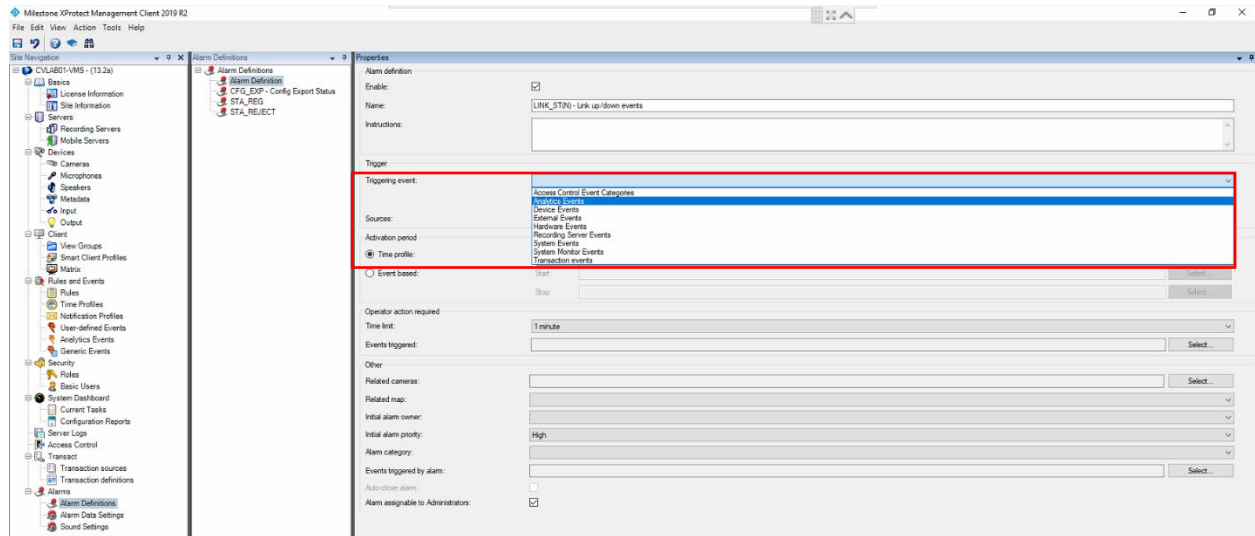 Milestone XProtect Management Client 2019 R2
File Edit View Action Tools Help
Site Navigation
CVLAB01-VMS - (13.2a)
Basics
License Information
Site Information
Servers
Recording Servers
Mobile Servers
Devices
Cameras
Microphones
Speakers
Metadata
Input
Output
Client
View Groups
Smart Client Profiles
Matrix
Rules and Events
Rules
Time Profiles
Notification Profiles
User-defined Events
Analytics Events
Generic Events
Security
Roles
Basic Users
System Dashboard
Current Tasks
Configuration Reports
Server Logs
Access Control
Transact
Transaction sources
Transaction definitions
Alarms
Alarm Definitions
Alarm Data Settings
Sound Settings
Alarm Definitions
Alarm Definitions
Alarm Definition
CFG_EXP - Config Export Status
STA_REG
STA_REJECT
Properties
Alarm definition
Enable:
Name: LINK_ST(N) - Link up/down events
Instructions:
Trigger
Triggering event:
Access Control Event Categories
Analytics Events
Device Events
External Events
Hardware Events
Recording Server Events
System Events
System Monitor Events
Transaction events
Sources:
Activation period
Time profile:
Event based: Start: Select...
Stop: Select...
Operator action required
Time limit: 1 minute
Events triggered: Select...
Other
Related cameras: Select...
Related map:
Initial alarm owner:
Initial alarm priority: High
Alarm category:
Events triggered by alarm: Select...
Auto-close alarm:
Alarm assignable to Administrators: